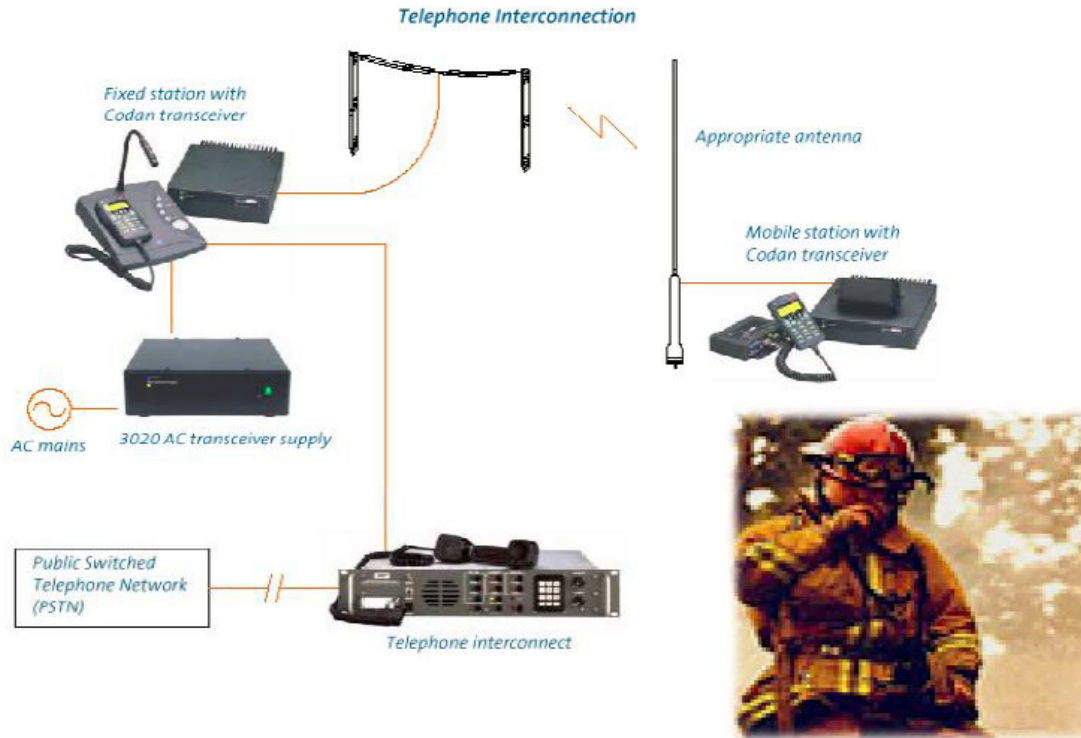 Telephone Interconnection
Fixed station with
Codan transceiver
Appropriate antenna
Mobile station with
Codan transceiver
AC mains
3020 AC transceiver supply
Public Switched
Telephone Network
(PSTN)
Telephone interconnect